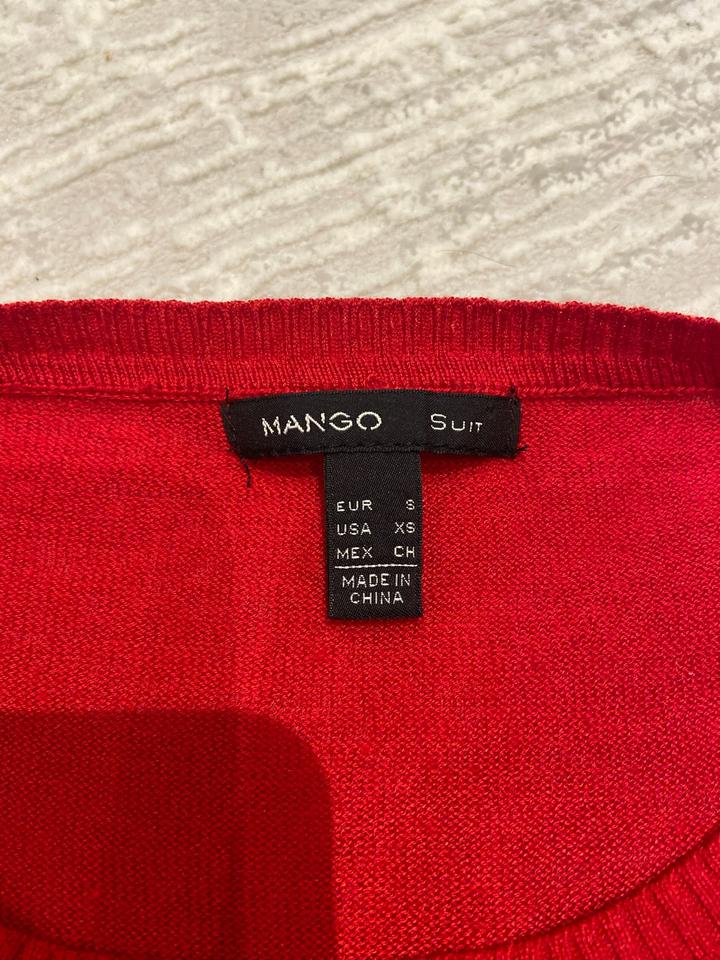 MANGO Suit
EUR S
USA XS
MEX CH
MADE IN
CHINA